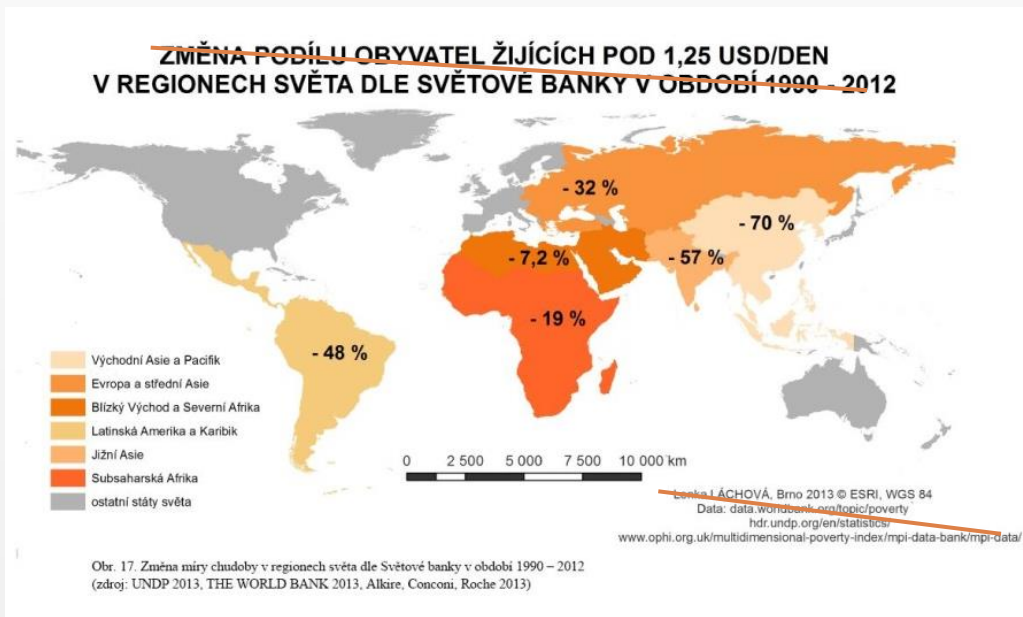 ZMĚNA PODÍLU OBYVATEL ŽIJÍCÍCH POD 1,25 USD/DEN
V REGIONECH SVĚTA DLE SVĚTOVÉ BANKY V OBDOBÍ 1990 - 2012
- 32 %
- 70 %
- 7,2 %
- 57 %
- 19 %
- 48 %
Východní Asie a Pacifik
Evropa a střední Asie
Blízký Východ a Severní Afrika
Latinská Amerika a Karibik
Jižní Asie
Subsaharská Afrika
ostatní státy světa
0 2 500 5 000 7 500 10 000 km
Lenka LÁCHOVÁ, Brno 2013 © ESRI, WGS 84
Data: data.worldbank.org/topic/poverty
hdr.undp.org/en/statistics/
www.ophi.org.uk/multidimensional-poverty-index/mpi-data-bank/mpi-data/
Obr. 17. Změna míry chudoby v regionech světa dle Světové banky v období 1990 – 2012
(zdroj: UNDP 2013, THE WORLD BANK 2013, Alkire, Conconi, Roche 2013)